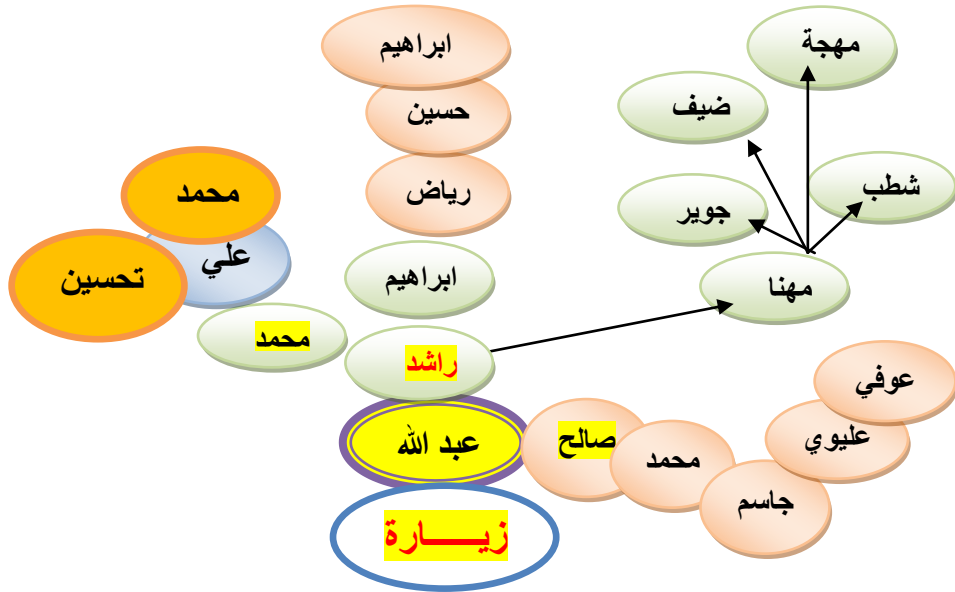 ابراهيم
مهجة
حسين
ضيف
رياض
محمد
شطب
جوير
علي
ابراهيم
تحسين
مهنا
محمد
راشد
عوفي
عليوي
صالح
عبد الله
محمد
جاسم
زيـــــارة